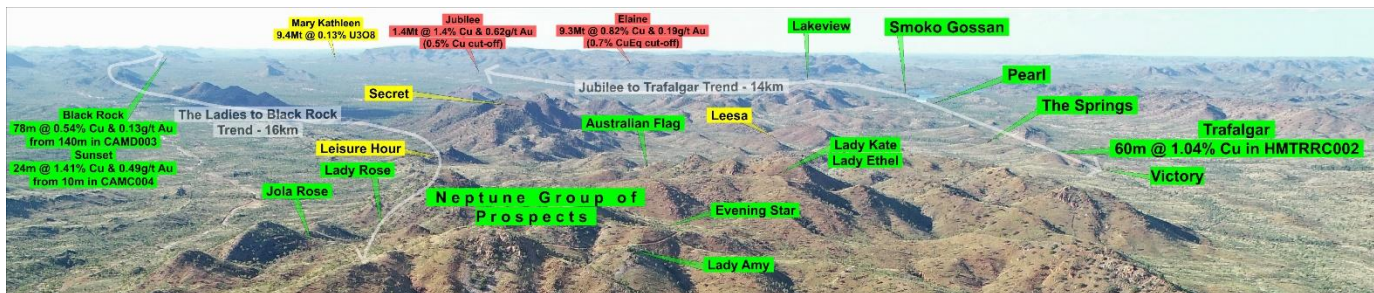 Mary Kathleen
9.4Mt @ 0.13% U3O8
Jubilee
1.4Mt @ 1.4% Cu & 0.62g/t Au
(0.5% Cu cut-off)
Elaine
9.3Mt @ 0.82% Cu & 0.19g/t Au
(0.7% CuEq cut-off)
Lakeview
Smoko Gossan
Pearl
Jubilee to Trafalgar Trend - 14km
Secret
The Springs
Black Rock
78m @ 0.54% Cu & 0.13g/t Au
from 140m in CAMD003
Sunset
24m @ 1.41% Cu & 0.49g/t Au
from 10m in CAMC004
The Ladies to Black Rock
Trend - 16km
Australian Flag
Leesa
Trafalgar
60m @ 1.04% Cu in HMTRRC002
Leisure Hour
Lady Kate
Lady Ethel
Lady Rose
Victory
Jola Rose
Neptune Group of
Prospects
Evening Star
Lady Amy